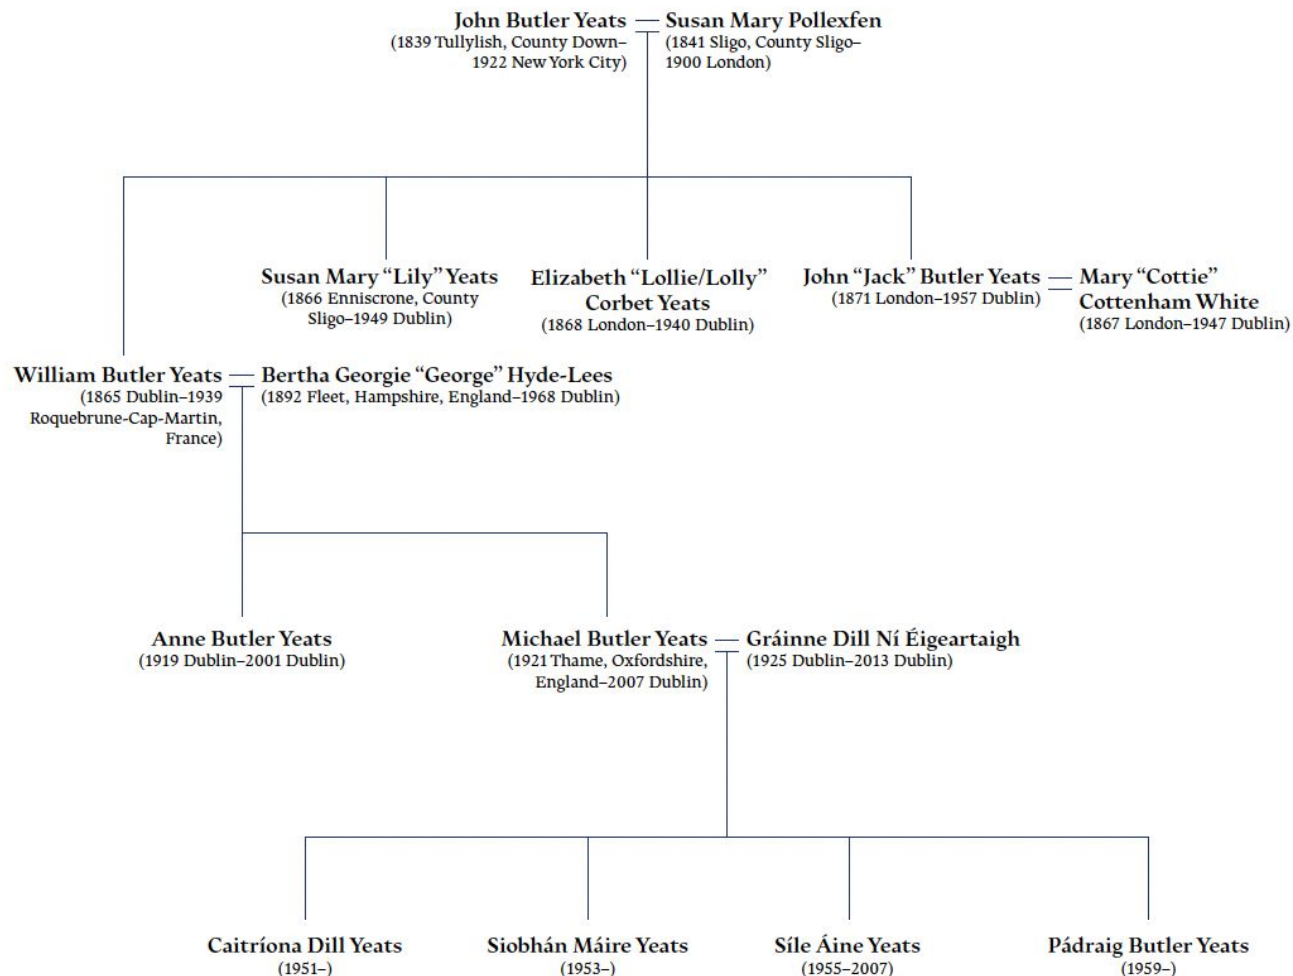 John Butler Yeats
(1839 Tullylish, County Down–
1922 New York City)
Susan Mary Pollexfen
(1841 Sligo, County Sligo–
1900 London)
Susan Mary “Lily” Yeats
(1866 Enniscrone, County
Sligo–1949 Dublin)
Elizabeth “Lollie/Lolly”
Corbet Yeats
(1868 London–1940 Dublin)
John “Jack” Butler Yeats
(1871 London–1957 Dublin)
Mary “Cottie”
Cottenham White
(1867 London–1947 Dublin)
William Butler Yeats
(1865 Dublin–1939
Roquebrune-Cap-Martin,
France)
Bertha Georgie “George” Hyde-Lees
(1892 Fleet, Hampshire, England–1968 Dublin)
Anne Butler Yeats
(1919 Dublin–2001 Dublin)
Michael Butler Yeats
(1921 Thame, Oxfordshire,
England–2007 Dublin)
Gráinne Dill Ní Éigeartaigh
(1925 Dublin–2013 Dublin)
Caitríona Dill Yeats
(1951–)
Siobhán Máire Yeats
(1953–)
Síle Áine Yeats
(1955–2007)
Pádraig Butler Yeats
(1959–)